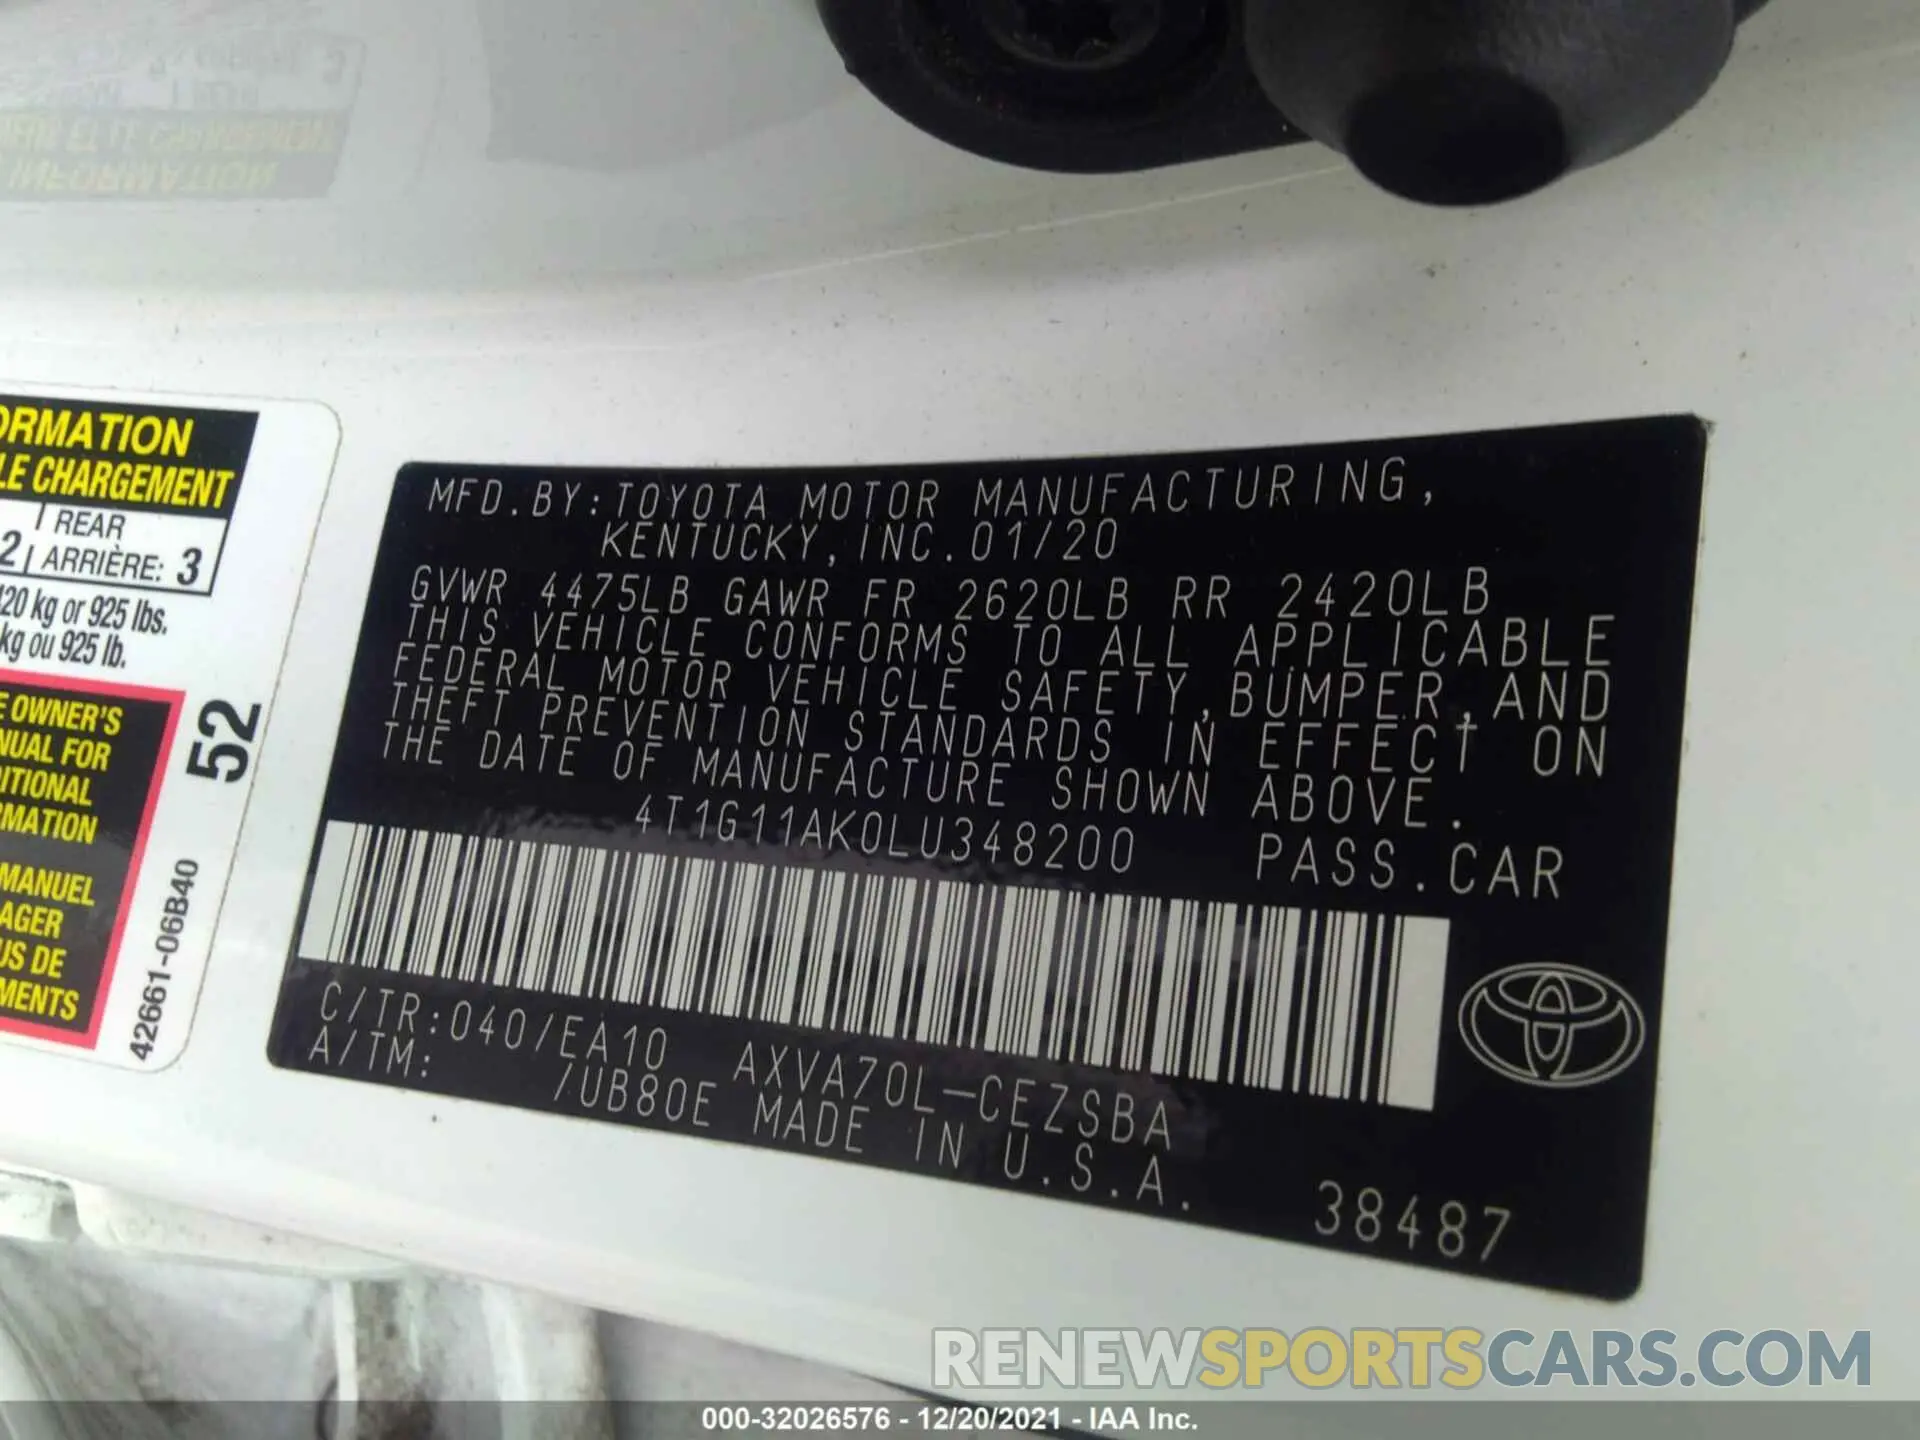 ORMATION
LE CHARGEMENT
REAR
2 ARRIÈRE: 3
420 kg or 925 lbs.
kg ou 925 lb.
E OWNER'S
NUAL FOR
ITIONAL
RMATION
MANUEL
AGER
US DE
MENTS
52
42661-06B40
MFD.BY:TOYOTA MOTOR MANUFACTURING,
KENTUCKY,INC.01/20
GVWR 4475LB GAWR FR 2620LB RR 2420LB
THIS VEHICLE CONFORMS TO ALL APPLICABLE
FEDERAL MOTOR VEHICLE SAFETY,BUMPER,AND
THEFT PREVENTION STANDARDS IN EFFECT ON
THE DATE OF MANUFACTURE SHOWN ABOVE.
4T1G11AK0LU348200 PASS.CAR
C/TR:040/EA10 AXVA70L-CEZSBA
A/TM: /UB80E MADE IN U.S.A.
38487
RENEWSPORTSCARS.COM
000-32026576 - 12/20/2021 - IAA Inc.